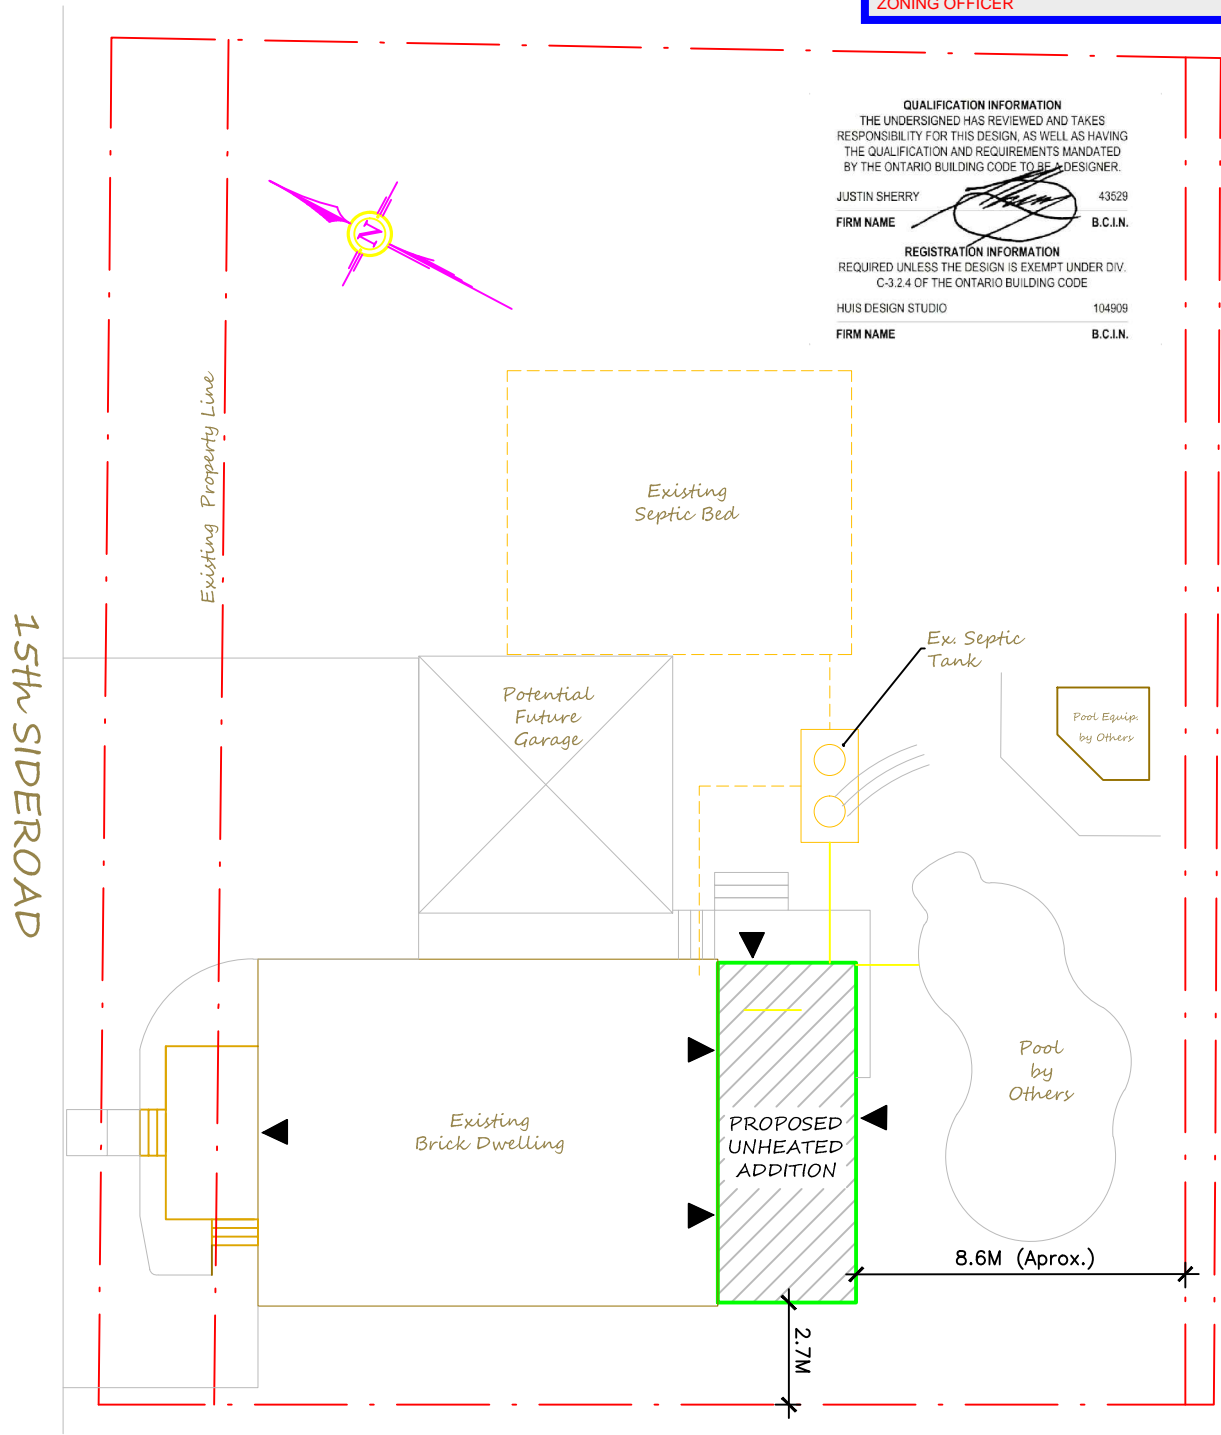 ZONING OFFICER
QUALIFICATION INFORMATION
THE UNDERSIGNED HAS REVIEWED AND TAKES
RESPONSIBILITY FOR THIS DESIGN, AS WELL AS HAVING
THE QUALIFICATION AND REQUIREMENTS MANDATED
BY THE ONTARIO BUILDING CODE TO BE A DESIGNER.
JUSTIN SHERRY 43529
FIRM NAME B.C.I.N.
REGISTRATION INFORMATION
REQUIRED UNLESS THE DESIGN IS EXEMPT UNDER DIV.
C-3.2.4 OF THE ONTARIO BUILDING CODE
HUIS DESIGN STUDIO 104909
FIRM NAME B.C.I.N.
N
Existing Property Line
15th SIDEROAD
Existing
Septic Bed
Ex. Septic
Tank
Potential
Future
Garage
Pool Equip.
by Others
Pool
by
Others
Existing
Brick Dwelling
PROPOSED
UNHEATED
ADDITION
8.6M (Aprox.)
2.7M